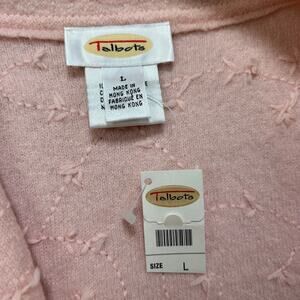 Talbots
L
MADE IN
HONG KONG
FABRIQUÉ EN
HONG KONG
Talbots
SIZE L